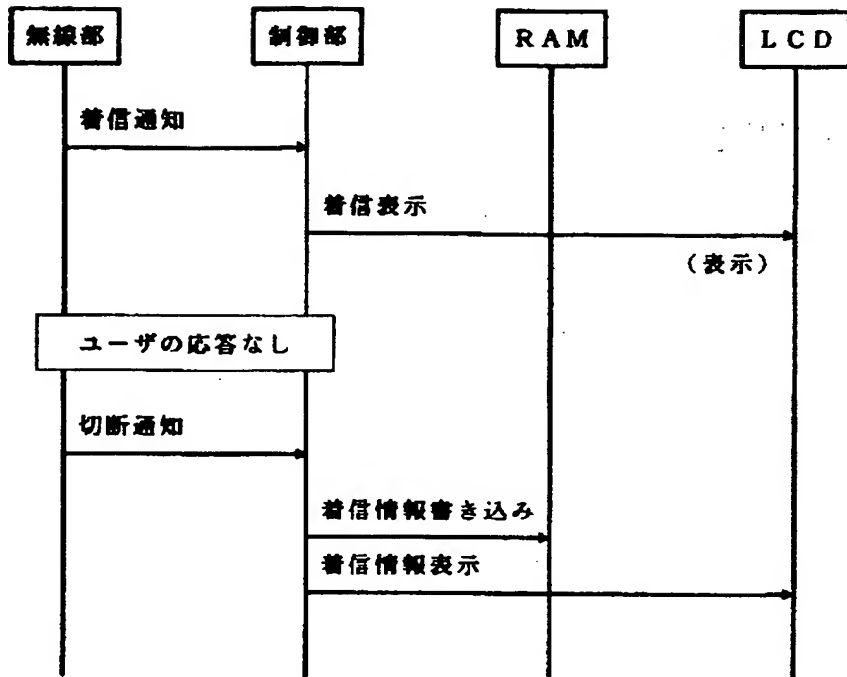 無線部
制御部
RAM
LCD
着信通知
着信表示
(表示)
ユーザの応答なし
切断通知
着信情報書き込み
着信情報表示